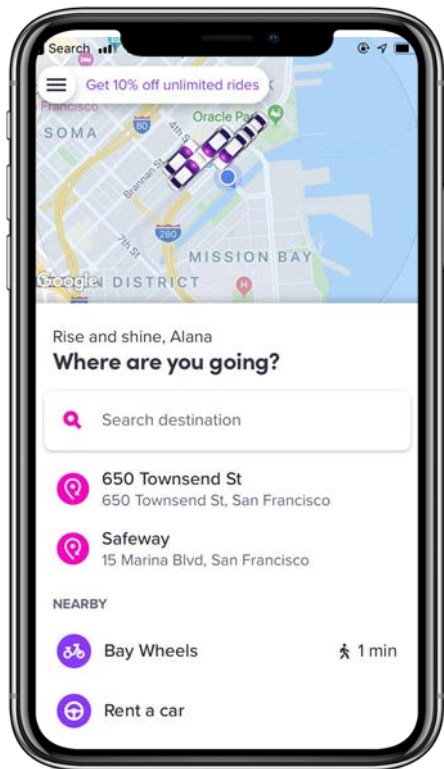 Search
Get 10% off unlimited rides
Francisco
SOMA
80
4th S
Oracle Pa
Brannan St
7th St
280
MISSION BAY
Google
N DISTRICT
H
Rise and shine, Alana
Where are you going?
Search destination
650 Townsend St
650 Townsend St, San Francisco
Safeway
15 Marina Blvd, San Francisco
NEARBY
Bay Wheels
1 min
Rent a car